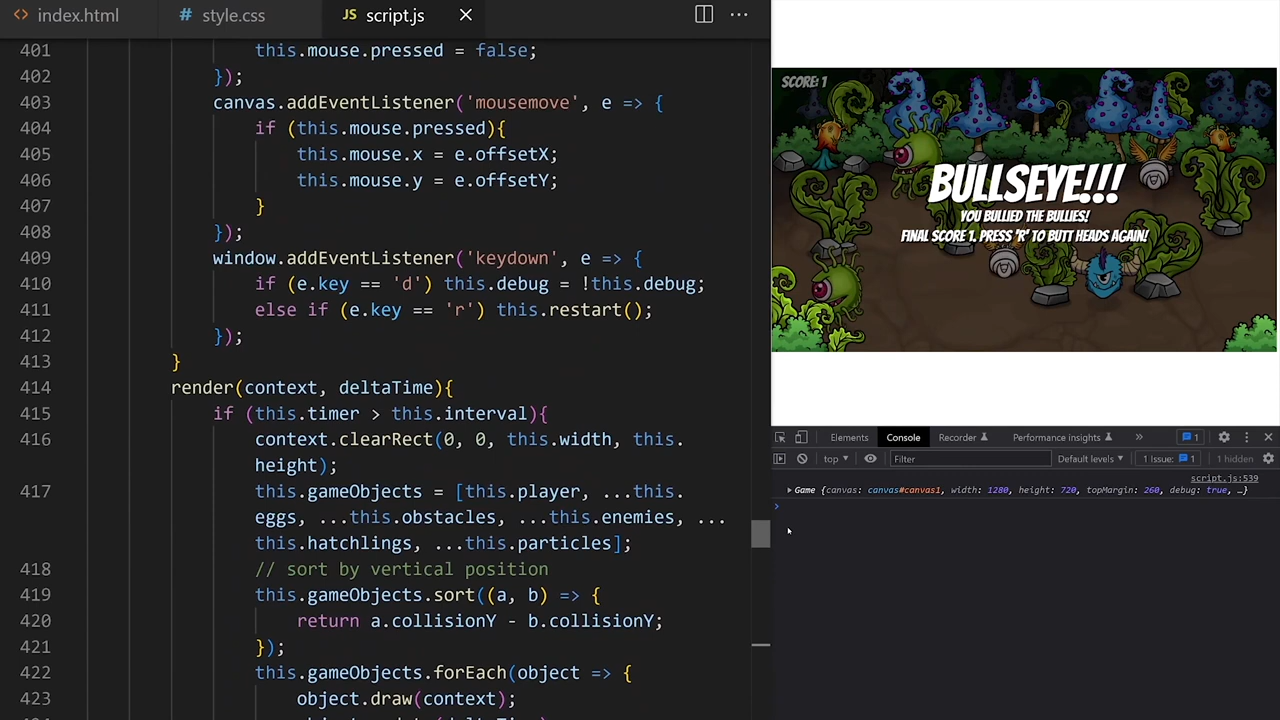 index.html
# style.css
JS script.js
401 this.mouse.pressed = false;
402 });
403 canvas.addEventListener('mousemove', e => {
404 if (this.mouse.pressed){
405 this.mouse.x = e.offsetX;
406 this.mouse.y = e.offsetY;
407 }
408 });
409 window.addEventListener('keydown', e => {
410 if (e.key == 'd') this.debug = !this.debug;
411 else if (e.key == 'r') this.restart();
412 });
413 }
414 render(context, deltaTime){
415 if (this.timer > this.interval){
416 context.clearRect(0, 0, this.width, this.
height);
417 this.gameObjects = [this.player, ...this.
eggs, ...this.obstacles, ...this.enemies, ...
this.hatchlings, ...this.particles];
418 // sort by vertical position
419 this.gameObjects.sort((a, b) => {
420 return a.collisionY - b.collisionY;
421 });
422 this.gameObjects.forEach(object => {
423 object.draw(context);
SCORE: 1
BULLSEYE!!!
YOU BULLIED THE BULLIES!
FINAL SCORE 1. PRESS 'R' TO BUTT HEADS AGAIN!
Elements Console Recorder Performance insights » 1
top Filter Default levels 1 Issue: 1 1 hidden
script.js:539
Game {canvas: canvas#canvas1, width: 1280, height: 720, topMargin: 260, debug: true, …}